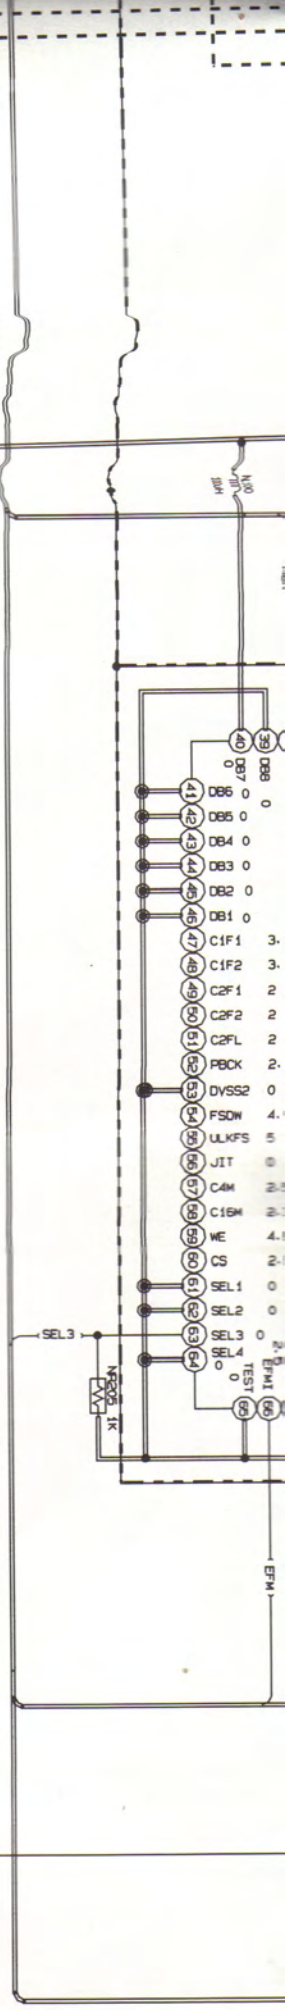 10UH
40 DB7 0
39 DB8 0
41 DB6 0
42 DB5 0
43 DB4 0
44 DB3 0
45 DB2 0
46 DB1 0
47 C1F1 3.
48 C1F2 3.
49 C2F1 2
50 C2F2 2
51 C2FL 2
52 PBCK 2.
53 DVSS2 0
54 FSDW 4.
55 ULKFS 5
56 JIT 0
57 C4M 2.5
58 C16M 2.
59 WE 4.
60 CS 2.
61 SEL1 0
62 SEL2 0
SEL3
63 SEL3 0
64 SEL4 0
NR205 1K
65 TEST 0
66 EFMI 2.5
EFM